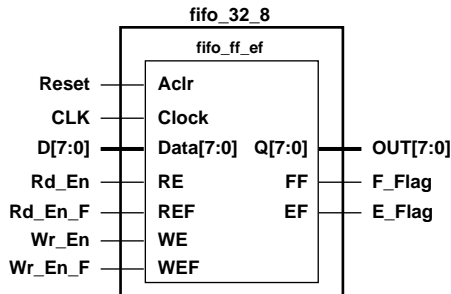 fifo_32_8
fifo_ff_ef
Reset Aclr
CLK Clock
D[7:0] Data[7:0] Q[7:0] OUT[7:0]
Rd_En RE FF F_Flag
Rd_En_F REF EF E_Flag
Wr_En WE
Wr_En_F WEF